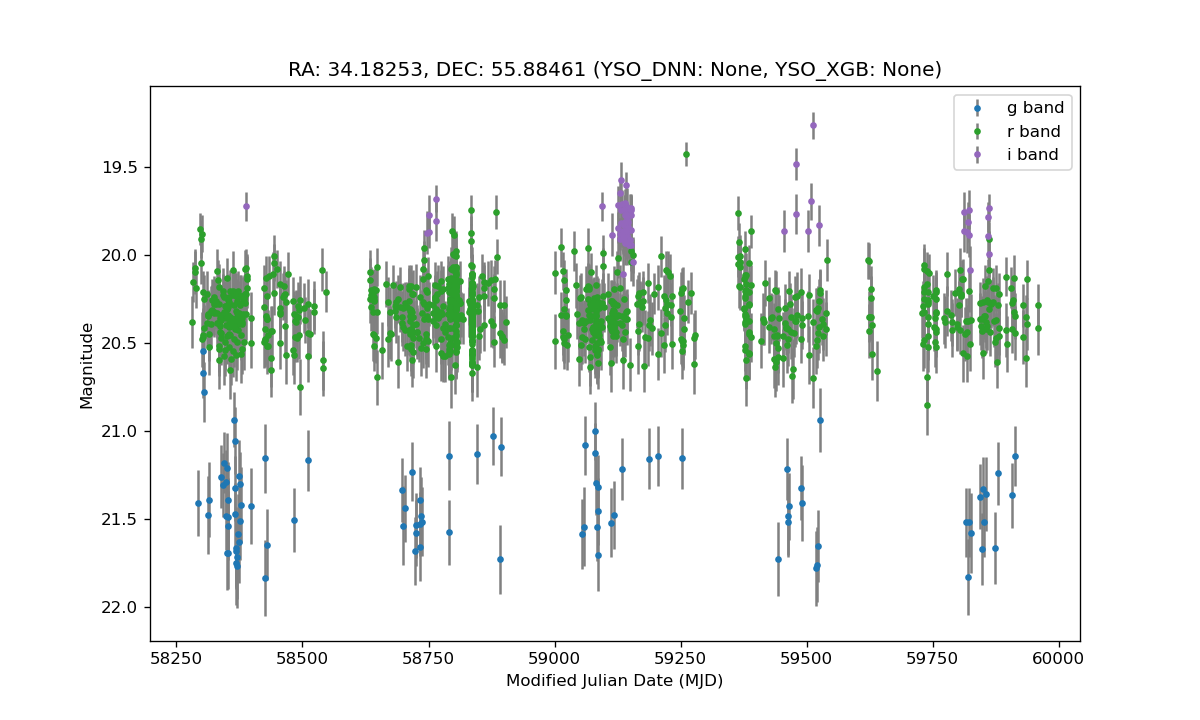 RA: 34.18253, DEC: 55.88461 (YSO_DNN: None, YSO_XGB: None)
g band
r band
i band
19.5
20.0
20.5
21.0
21.5
22.0
Magnitude
58250 58500 58750 59000 59250 59500 59750 60000
Modified Julian Date (MJD)